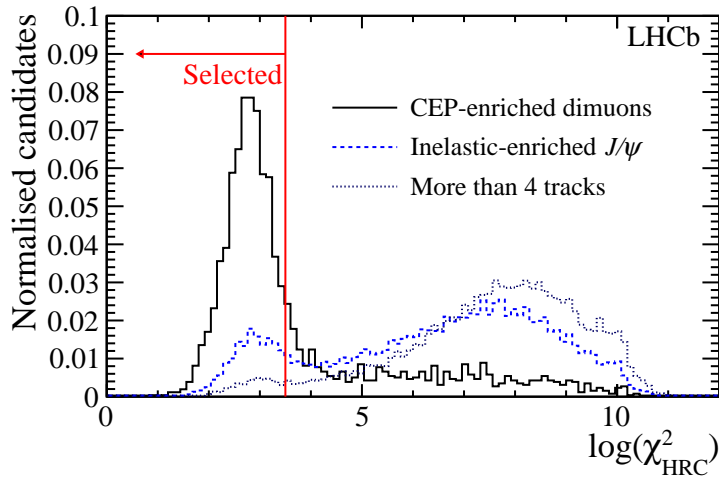 LHCb
Normalised candidates
0.1
0.09
0.08
0.07
0.06
0.05
0.04
0.03
0.02
0.01
0
Selected
CEP-enriched dimuons
Inelastic-enriched J/ψ
More than 4 tracks
0 5 10
log(χ²HRC)